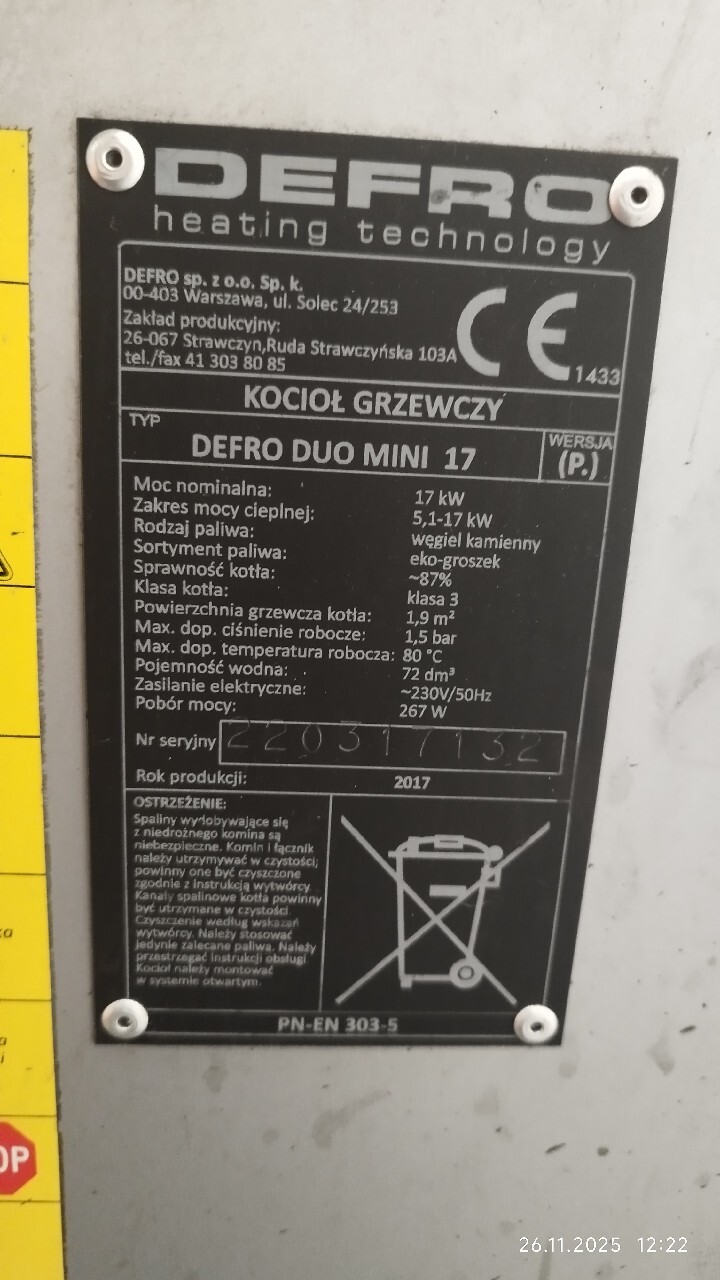 DEFRO
heating technology
DEFRO sp. z o.o. Sp. k.
00-403 Warszawa, ul. Solec 24/253
Zakład produkcyjny:
26-067 Strawczyn,Ruda Strawczyńska 103A
tel./fax 41 303 80 85
CE
1433
KOCIOŁ GRZEWCZY
TYP
DEFRO DUO MINI 17
WERSJA
(P.)
Moc nominalna: 17 kW
Zakres mocy cieplnej: 5,1-17 kW
Rodzaj paliwa: węgiel kamienny
Sortyment paliwa: eko-groszek
Sprawność kotła: ~87%
Klasa kotła: klasa 3
Powierzchnia grzewcza kotła: 1,9 m²
Max. dop. ciśnienie robocze: 1,5 bar
Max. dop. temperatura robocza: 80 °C
Pojemność wodna: 72 dm³
Zasilanie elektryczne: ~230V/50Hz
Pobór mocy: 267 W
Nr seryjny 220317132
Rok produkcji: 2017
OSTRZEŻENIE:
Spaliny wydobywające się
z niedrożnego komina są
niebezpieczne. Komin i łącznik
należy utrzymywać w czystości;
powinny one być czyszczone
zgodnie z instrukcją wytwórcy.
Kanały spalinowe kotła powinny
być utrzymane w czystości.
Czyszczenie według wskazań
wytwórcy. Należy stosować
jedynie zalecane paliwa. Należy
przestrzegać instrukcji obsługi.
Kocioł należy montować
w systemie otwartym.
PN-EN 303-5
OP
26.11.2025 12:22